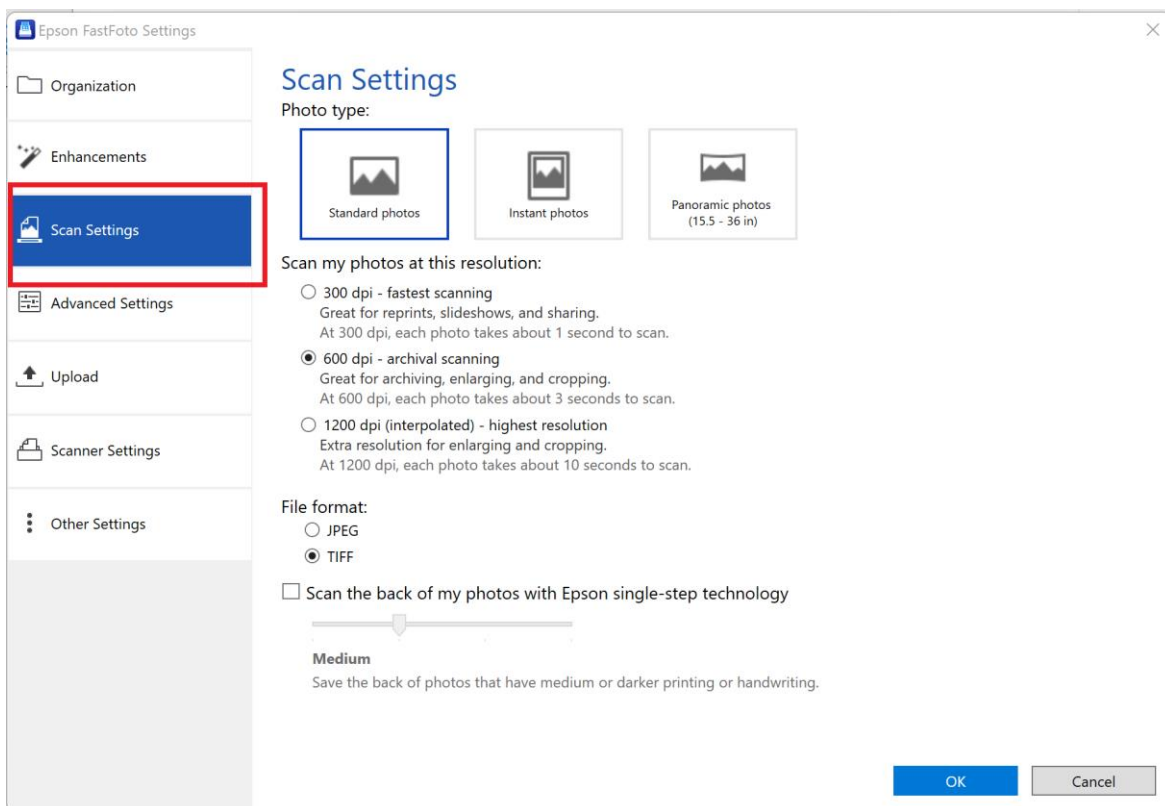 Epson FastFoto Settings
Organization
Enhancements
Scan Settings
Advanced Settings
Upload
Scanner Settings
Other Settings
Scan Settings
Photo type:
Standard photos
Instant photos
Panoramic photos
(15.5 - 36 in)
Scan my photos at this resolution:
300 dpi - fastest scanning
Great for reprints, slideshows, and sharing.
At 300 dpi, each photo takes about 1 second to scan.
600 dpi - archival scanning
Great for archiving, enlarging, and cropping.
At 600 dpi, each photo takes about 3 seconds to scan.
1200 dpi (interpolated) - highest resolution
Extra resolution for enlarging and cropping.
At 1200 dpi, each photo takes about 10 seconds to scan.
File format:
JPEG
TIFF
Scan the back of my photos with Epson single-step technology
Medium
Save the back of photos that have medium or darker printing or handwriting.
OK
Cancel